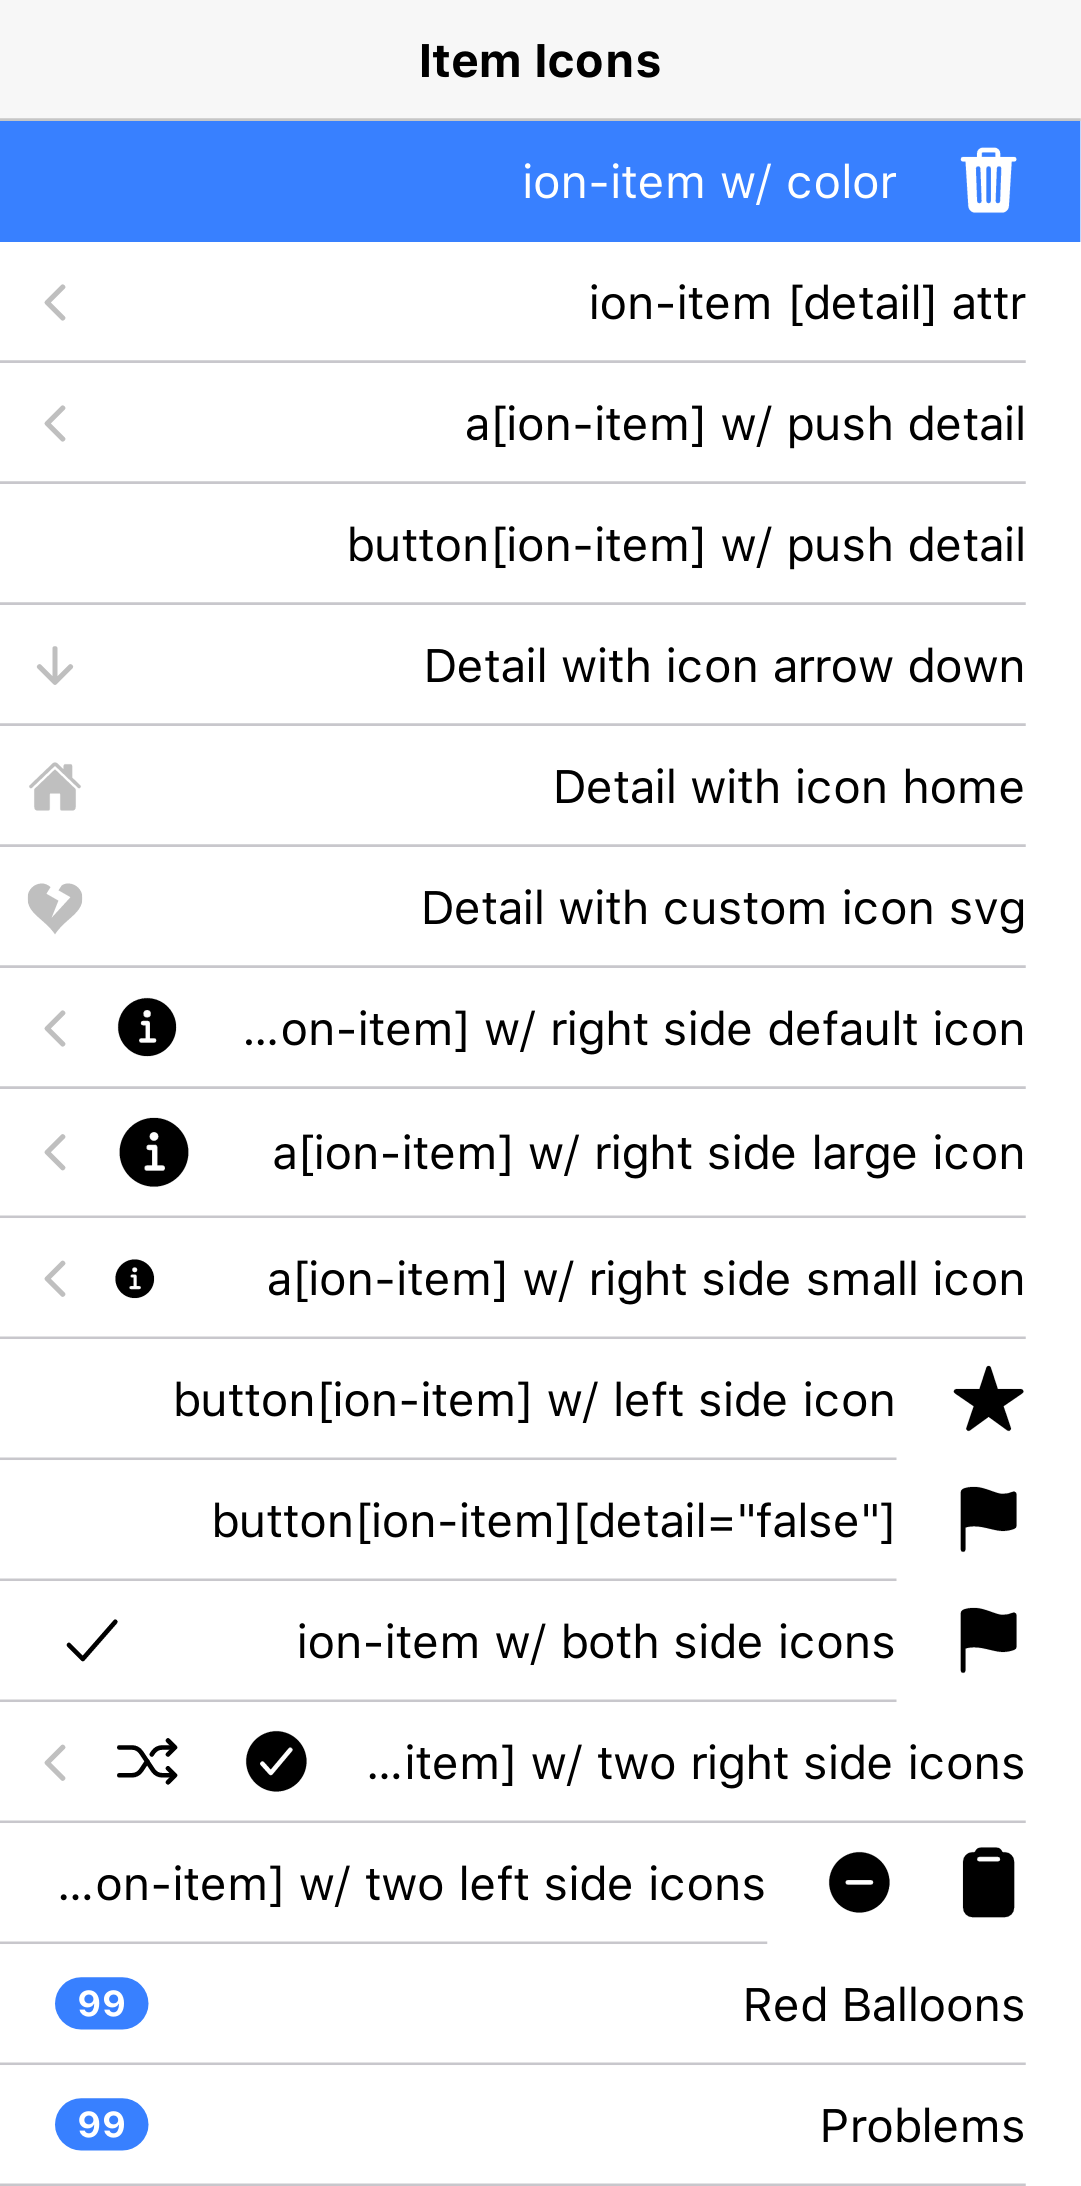 Item Icons
ion-item w/ color
ion-item [detail] attr
a[ion-item] w/ push detail
button[ion-item] w/ push detail
Detail with icon arrow down
Detail with icon home
Detail with custom icon svg
...on-item] w/ right side default icon
a[ion-item] w/ right side large icon
a[ion-item] w/ right side small icon
button[ion-item] w/ left side icon
button[ion-item][detail="false"]
ion-item w/ both side icons
...item] w/ two right side icons
...on-item] w/ two left side icons
99 Red Balloons
99 Problems